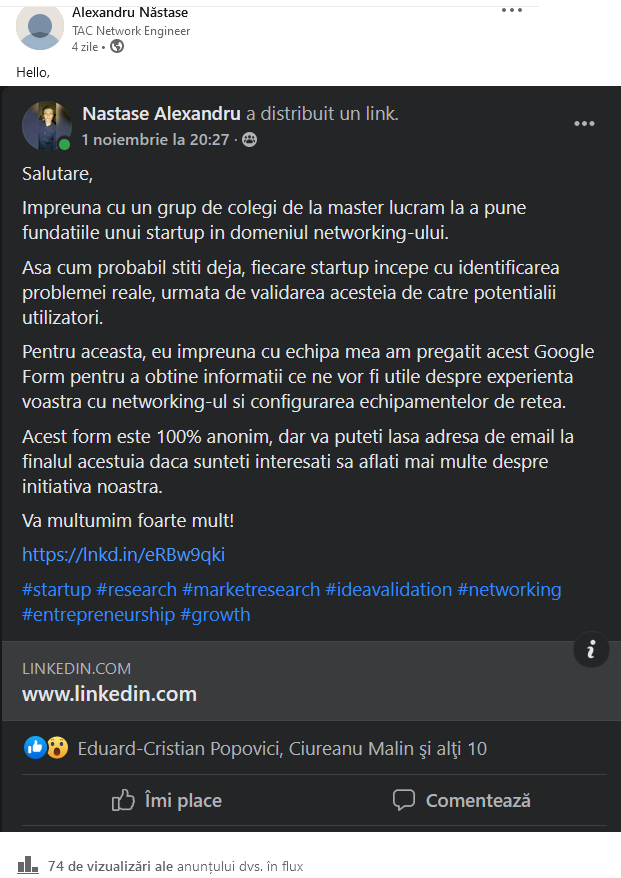 Alexandru Năstase
TAC Network Engineer
4 zile •
Hello,
Nastase Alexandru a distribuit un link.
1 noiembrie la 20:27 ·
Salutare,
Impreuna cu un grup de colegi de la master lucram la a pune
fundatiile unui startup in domeniul networking-ului.
Asa cum probabil stiti deja, fiecare startup incepe cu identificarea
problemei reale, urmata de validarea acesteia de catre potentialii
utilizatori.
Pentru aceasta, eu impreuna cu echipa mea am pregatit acest Google
Form pentru a obtine informatii ce ne vor fi utile despre experienta
voastra cu networking-ul si configurarea echipamentelor de retea.
Acest form este 100% anonim, dar va puteti lasa adresa de email la
finalul acestuia daca sunteti interesati sa aflati mai multe despre
initiativa noastra.
Va multumim foarte mult!
https://lnkd.in/eRBw9qki
#startup #research #marketresearch #ideavalidation #networking
#entrepreneurship #growth
LINKEDIN.COM
www.linkedin.com
Eduard-Cristian Popovici, Ciureanu Malin şi alţi 10
Îmi place
Comentează
74 de vizualizări ale anunțului dvs. în flux